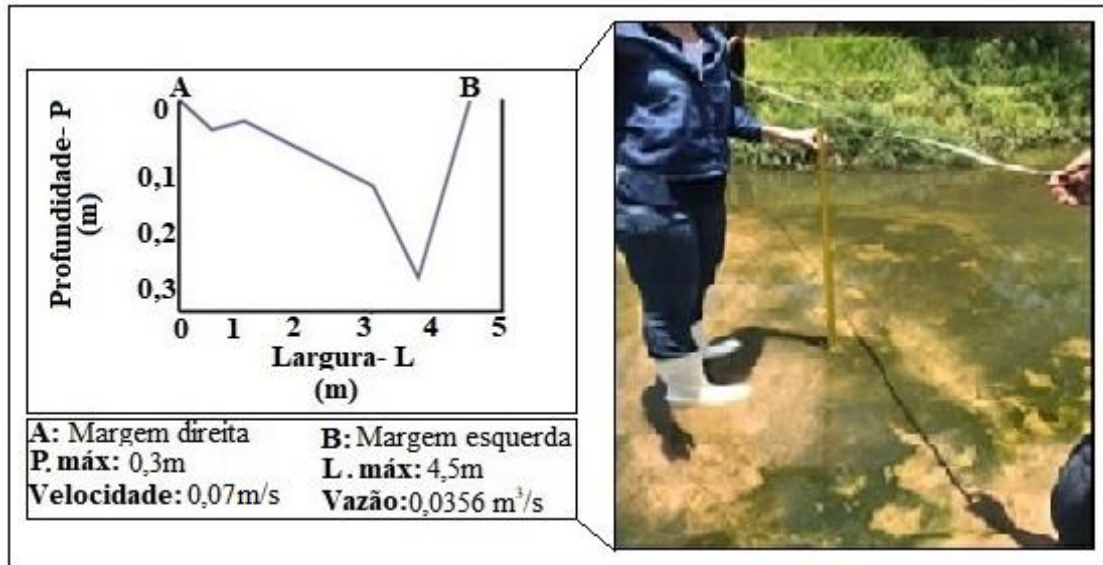 A
B
Profundidade- P
(m)
0
0,1
0,2
0,3
0
1
2
3
4
5
Largura- L
(m)
A: Margem direita
B: Margem esquerda
P. máx: 0,3m
L . máx: 4,5m
Velocidade: 0,07m/s
Vazão:0,0356 m³/s